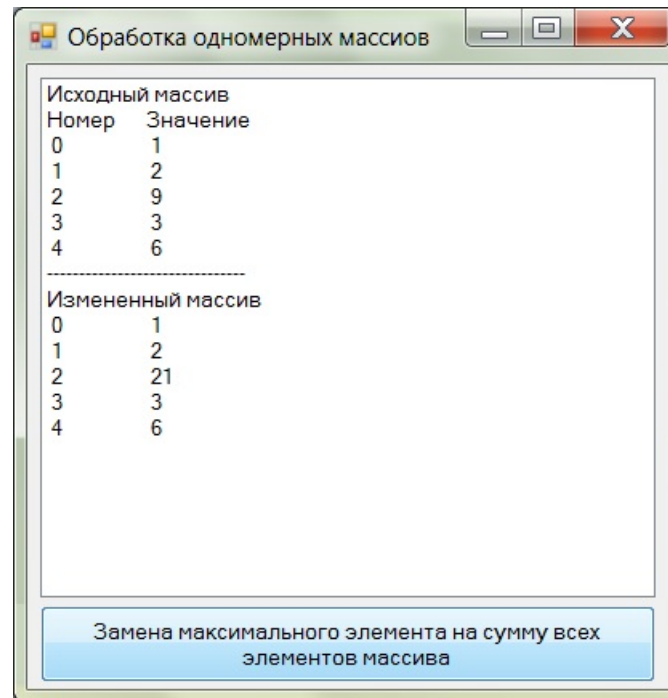 Обработка одномерных массиов
Исходный массив
Номер Значение
0 1
1 2
2 9
3 3
4 6
-------------------------------
Измененный массив
0 1
1 2
2 21
3 3
4 6
Замена максимального элемента на сумму всех
элементов массива